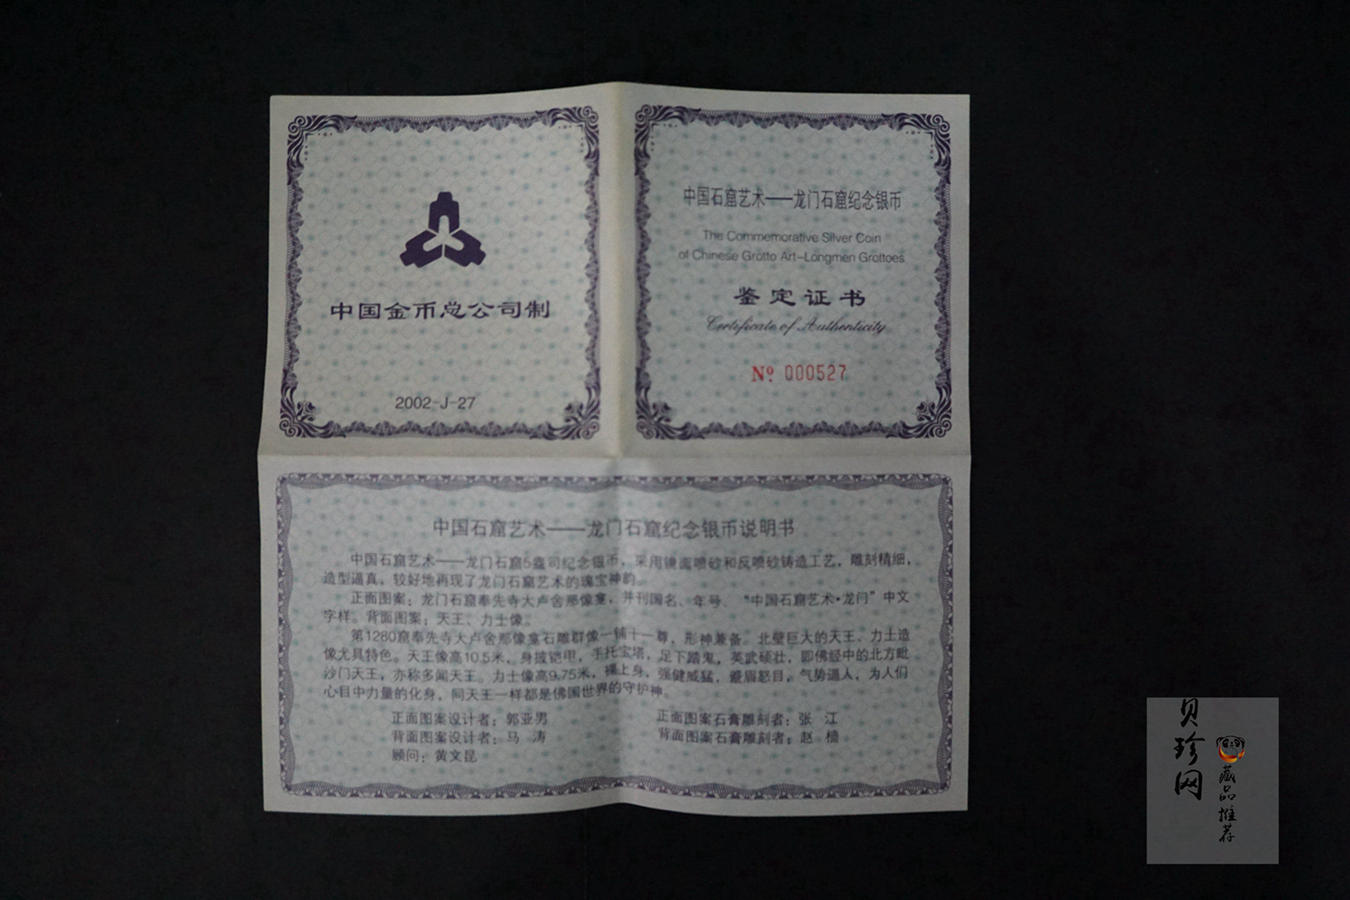 中国金币总公司制
2002-J-27
中国石窟艺术——龙门石窟纪念银币
The Commemorative Silver Coin
of Chinese Grotto Art-Longmen Grottoes
鉴定证书
Certificate of Authenticity
№ 000527
中国石窟艺术——龙门石窟纪念银币说明书
中国石窟艺术——龙门石窟5盎司纪念银币，采用镜面喷砂和反喷砂铸造工艺，雕刻精细，
造型逼真，较好地再现了龙门石窟艺术的瑰宝神韵。
正面图案：龙门石窟奉先寺大卢舍那像龛，并刊国名、年号、“中国石窟艺术·龙门”中文
字样。背面图案：天王、力士像。
第1280窟奉先寺大卢舍那像龛石雕群像一铺十一尊，形神兼备。北壁巨大的天王、力士造
像尤具特色。天王像高10.5米，身披铠甲，手托宝塔，足下踏鬼，英武硕壮，即佛经中的北方毗
沙门天王，亦称多闻天王。力士像高9.75米，裸上身，强健威猛，蹙眉怒目，气势逼人，为人们
心目中力量的化身，同天王一样都是佛国世界的守护神。
正面图案设计者：郭亚男
正面图案石膏雕刻者：张 江
背面图案设计者：马 涛
背面图案石膏雕刻者：赵 樯
顾问：黄文昆
贝珍网
藏品推荐